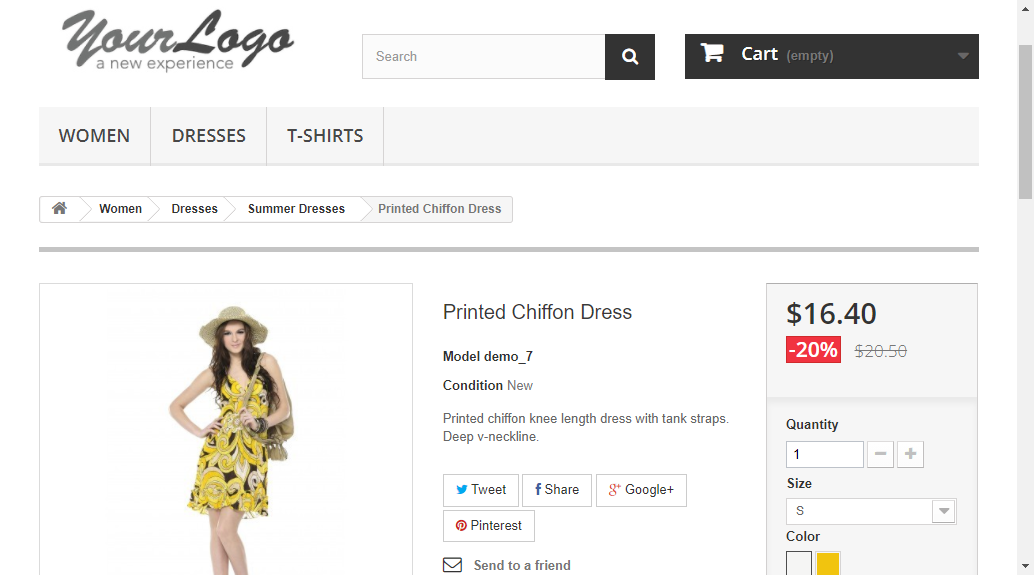 YourLogo
a new experience
Search
Cart (empty)
WOMEN DRESSES T-SHIRTS
Women Dresses Summer Dresses Printed Chiffon Dress
Printed Chiffon Dress
Model demo_7
Condition New
Printed chiffon knee length dress with tank straps.
Deep v-neckline.
Tweet Share Google+
Pinterest
Send to a friend
$16.40
-20% $20.50
Quantity
1
Size
S
Color